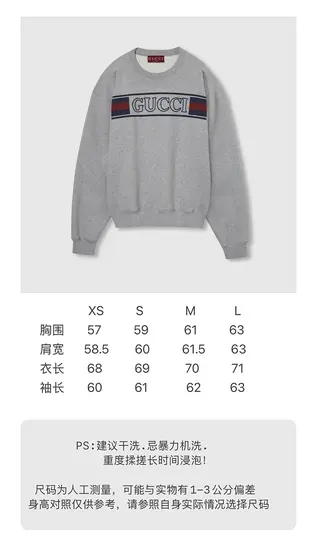 GUCCI
GUCCI
XS S M L
胸围 57 59 61 63
肩宽 58.5 60 61.5 63
衣长 68 69 70 71
袖长 60 61 62 63
PS:建议干洗.忌暴力机洗.
重度揉搓长时间浸泡!
尺码为人工测量，可能与实物有1-3公分偏差
身高对照仅供参考，请参照自身实际情况选择尺码